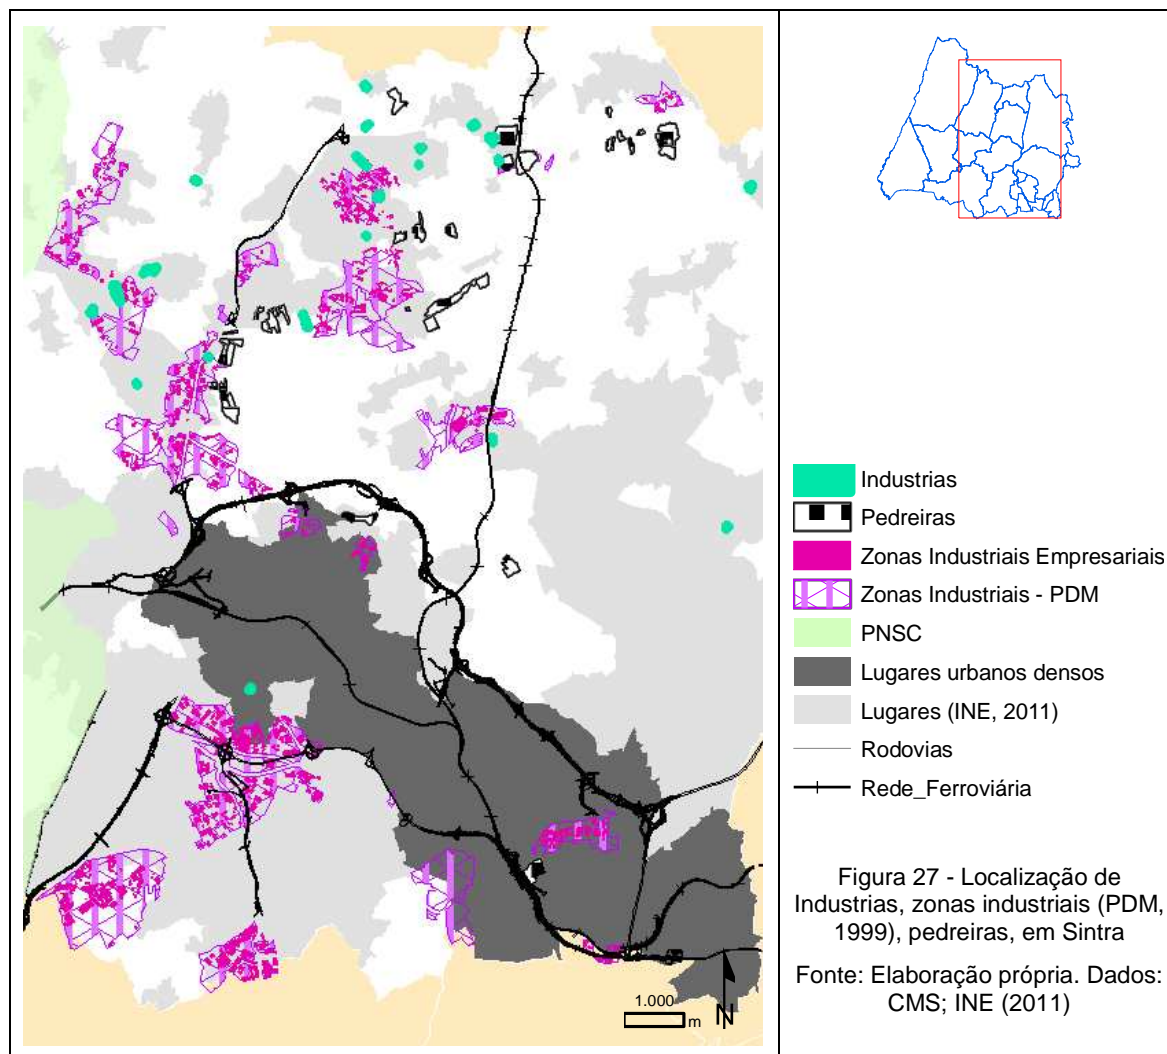 Industrias
Pedreiras
Zonas Industriais Empresariais
Zonas Industriais - PDM
PNSC
Lugares urbanos densos
Lugares (INE, 2011)
Rodovias
Rede_Ferroviária
Figura 27 - Localização de
Industrias, zonas industriais (PDM,
1999), pedreiras, em Sintra
Fonte: Elaboração própria. Dados:
CMS; INE (2011)
1.000
m
N